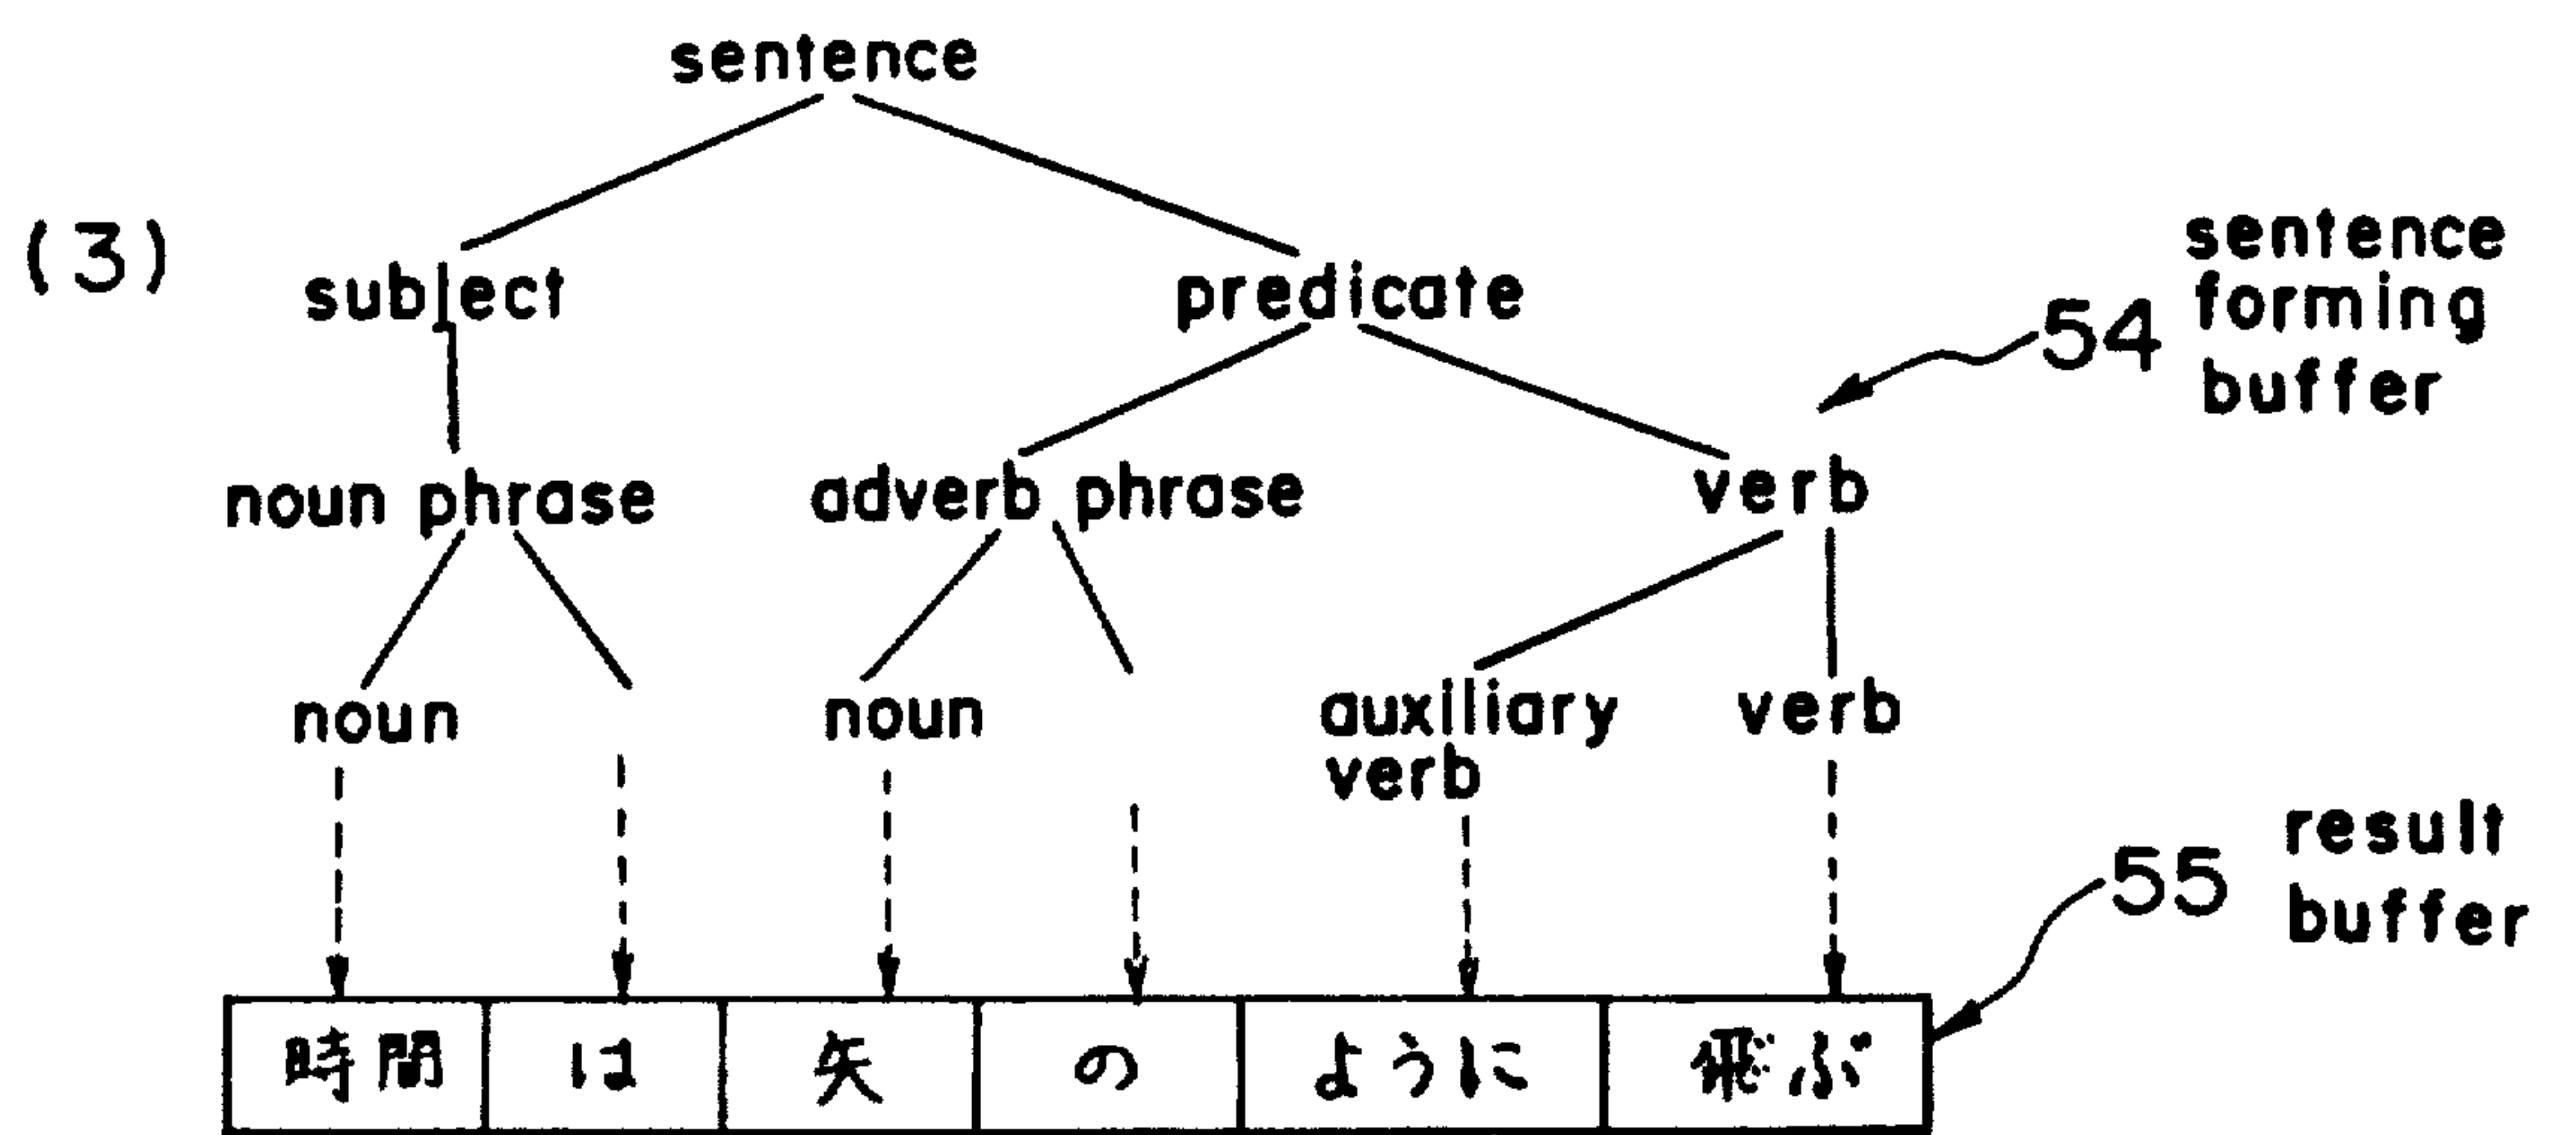 sentence
(3)
subject
predicate
54 sentence
forming
buffer
noun phrase
adverb phrase
verb
noun
noun
auxiliary
verb
verb
55 result
buffer
時間 は 矢 の ように 飛ぶ